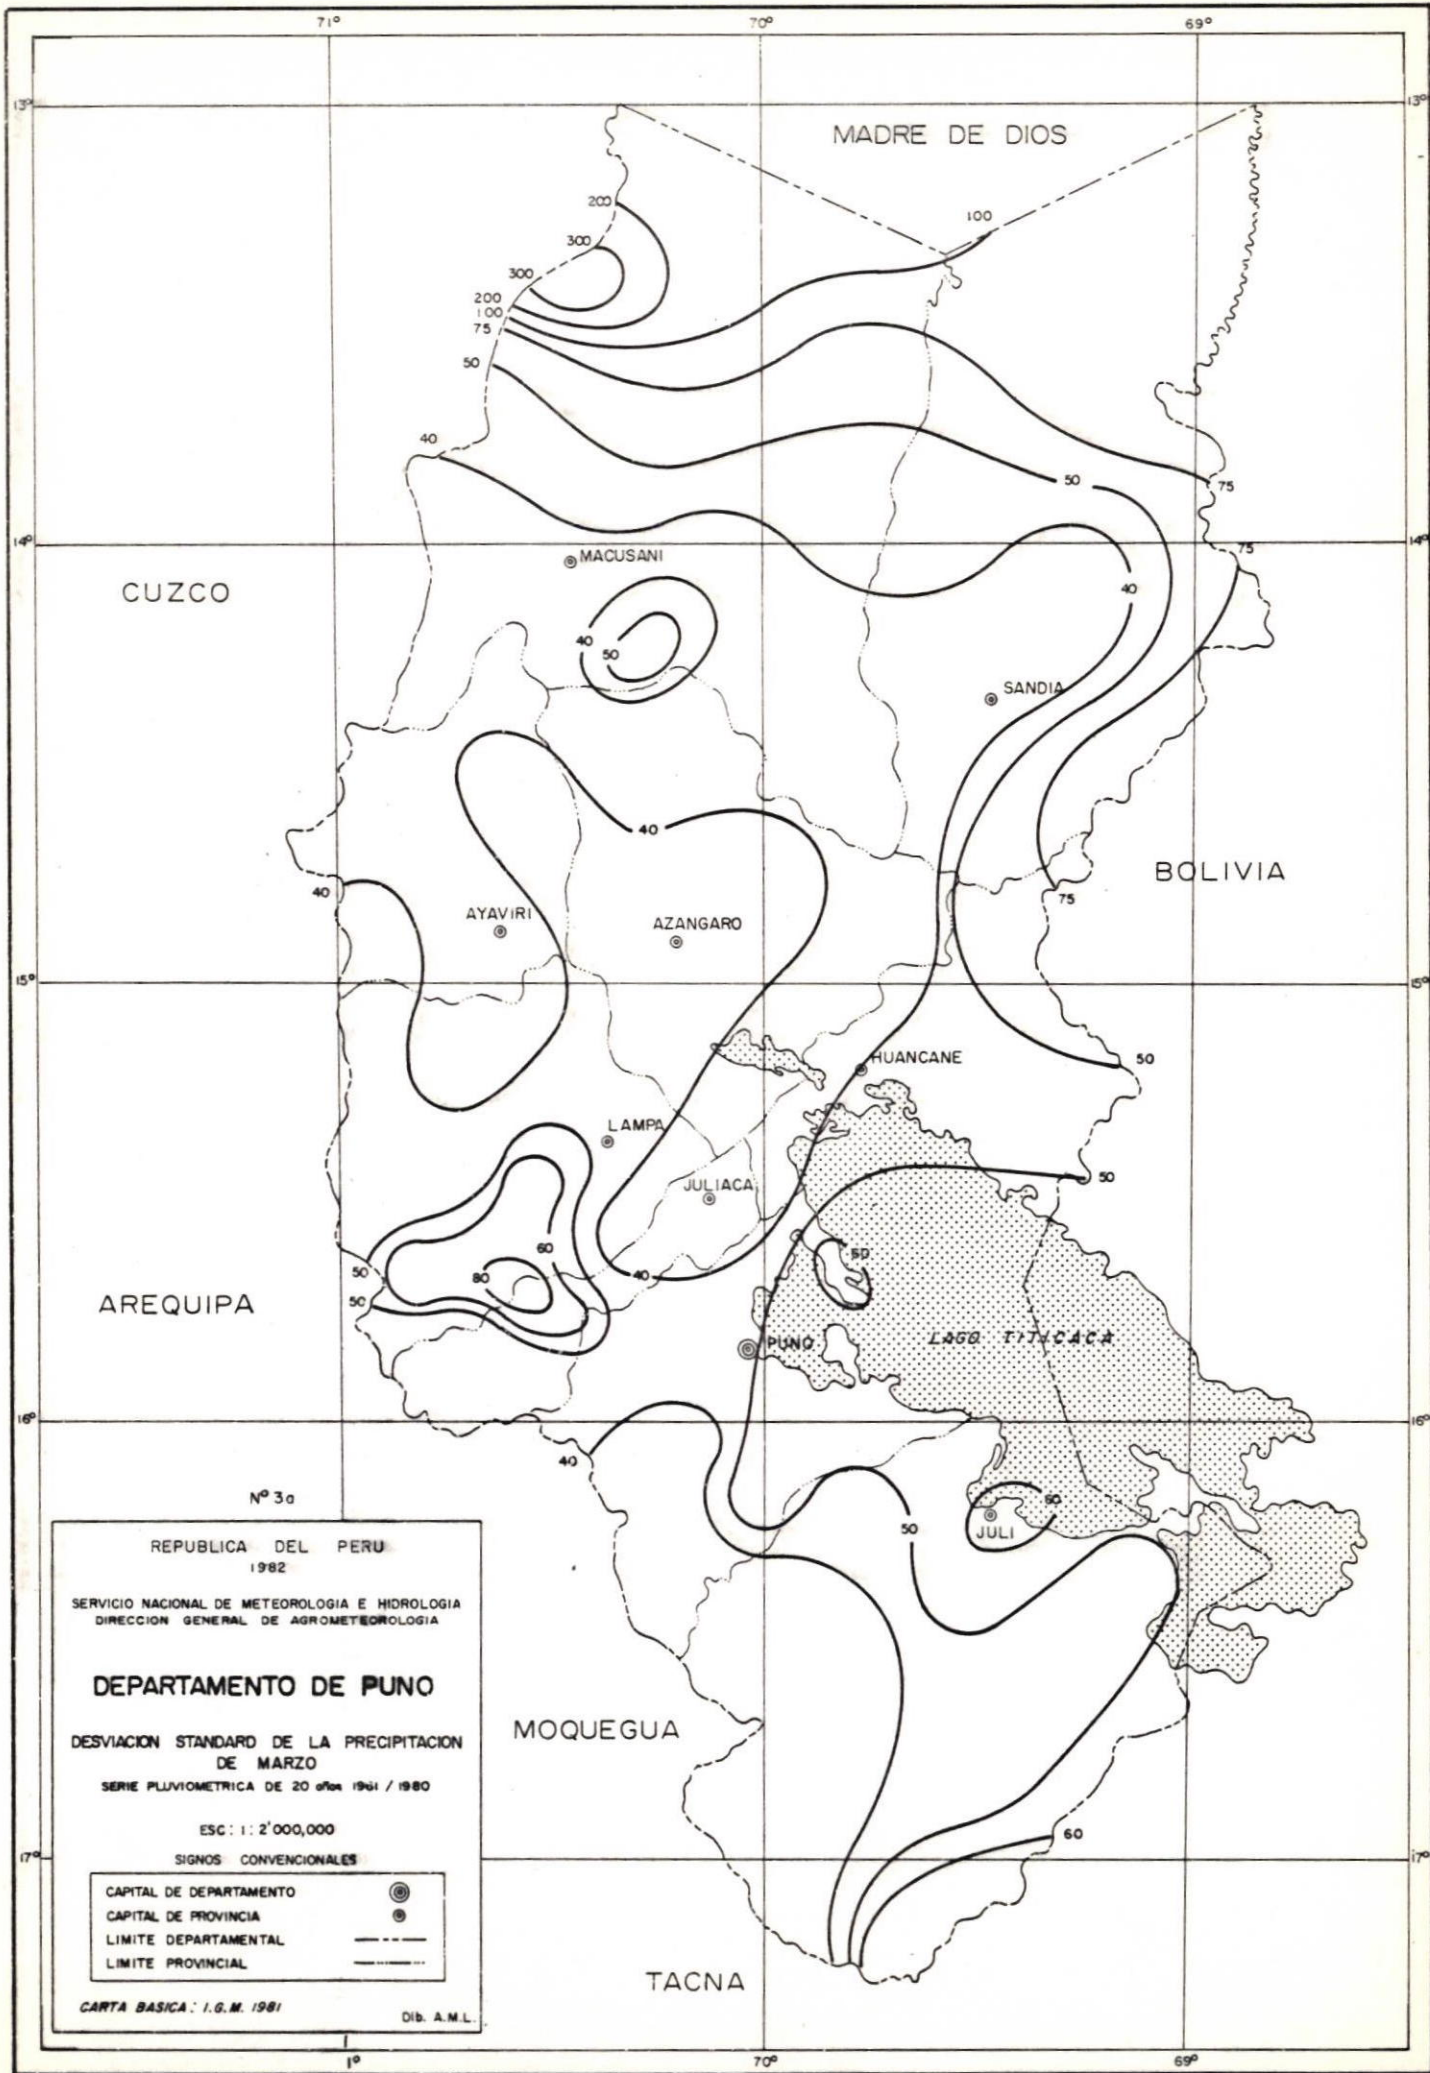 71° 70° 69°
13° 13°
MADRE DE DIOS
200
100
300
300
200
100
75
50
40
50
75
14° 14°
MACUSANI
75
CUZCO
40
40
50
SANDIA
40
BOLIVIA
40
75
AYAVIRI
AZANGARO
15° 15°
HUANCANE
50
LAMPA
50
JULIACA
60
50
80
40
50
AREQUIPA
PUNO
LAGO TITICACA
16° 16°
40
60
50
JULI
Nº 3a
REPUBLICA DEL PERU
1982
SERVICIO NACIONAL DE METEOROLOGIA E HIDROLOGIA
DIRECCION GENERAL DE AGROMETEOROLOGIA
DEPARTAMENTO DE PUNO
DESVIACION STANDARD DE LA PRECIPITACION
DE MARZO
SERIE PLUVIOMETRICA DE 20 años 1961 / 1980
ESC: 1: 2'000,000
SIGNOS CONVENCIONALES
CAPITAL DE DEPARTAMENTO
CAPITAL DE PROVINCIA
LIMITE DEPARTAMENTAL
LIMITE PROVINCIAL
CARTA BASICA: I.G.M. 1981
Dib. A.M.L.
MOQUEGUA
60
17° 17°
TACNA
1° 70° 69°